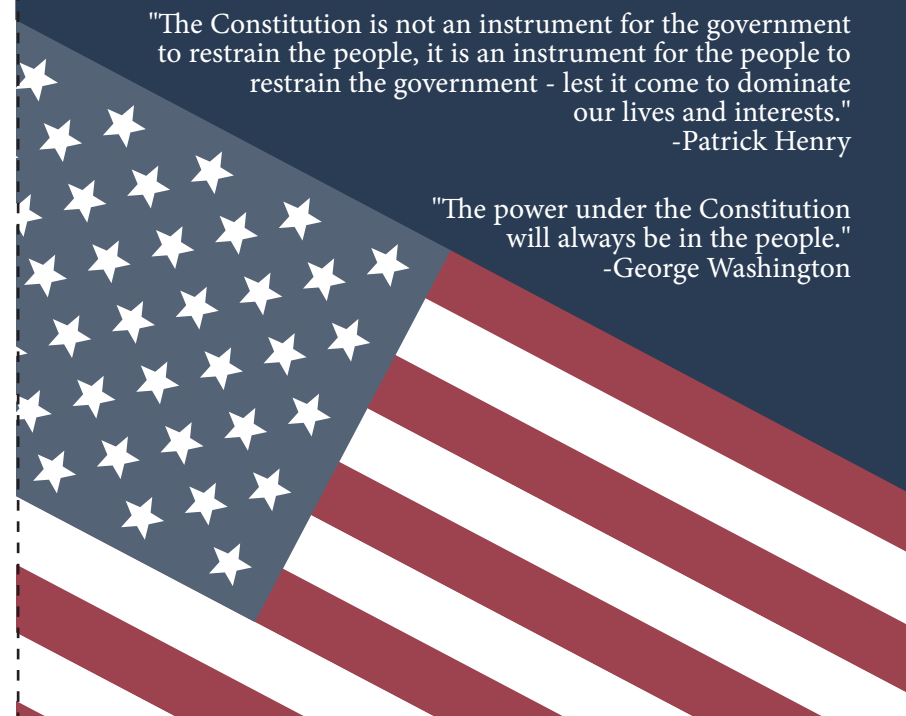 "The Constitution is not an instrument for the government
to restrain the people, it is an instrument for the people to
restrain the government - lest it come to dominate
our lives and interests."
-Patrick Henry
"The power under the Constitution
will always be in the people."
-George Washington